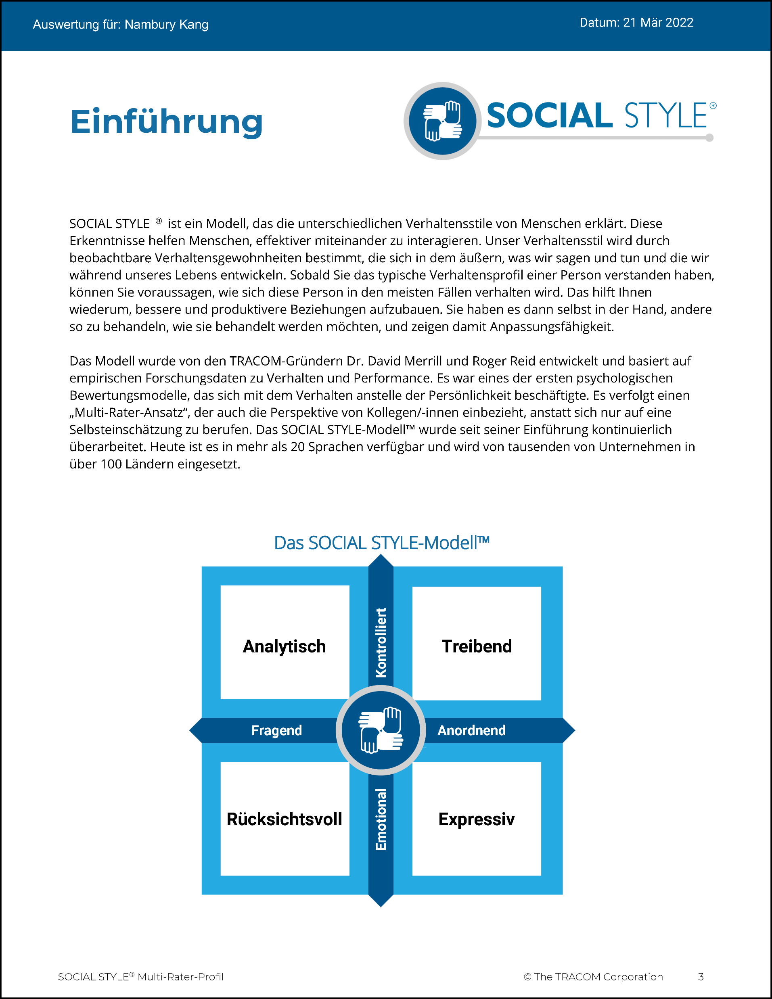 Auswertung für: Nambury Kang
Datum: 21 Mär 2022
Einführung
SOCIAL STYLE®
SOCIAL STYLE ® ist ein Modell, das die unterschiedlichen Verhaltensstile von Menschen erklärt. Diese
Erkenntnisse helfen Menschen, effektiver miteinander zu interagieren. Unser Verhaltensstil wird durch
beobachtbare Verhaltensgewohnheiten bestimmt, die sich in dem äußern, was wir sagen und tun und die wir
während unseres Lebens entwickeln. Sobald Sie das typische Verhaltensprofil einer Person verstanden haben,
können Sie voraussagen, wie sich diese Person in den meisten Fällen verhalten wird. Das hilft Ihnen
wiederum, bessere und produktivere Beziehungen aufzubauen. Sie haben es dann selbst in der Hand, andere
so zu behandeln, wie sie behandelt werden möchten, und zeigen damit Anpassungsfähigkeit.
Das Modell wurde von den TRACOM-Gründern Dr. David Merrill und Roger Reid entwickelt und basiert auf
empirischen Forschungsdaten zu Verhalten und Performance. Es war eines der ersten psychologischen
Bewertungsmodelle, das sich mit dem Verhalten anstelle der Persönlichkeit beschäftigte. Es verfolgt einen
„Multi-Rater-Ansatz“, der auch die Perspektive von Kollegen/-innen einbezieht, anstatt sich nur auf eine
Selbsteinschätzung zu berufen. Das SOCIAL STYLE-Modell™ wurde seit seiner Einführung kontinuierlich
überarbeitet. Heute ist es in mehr als 20 Sprachen verfügbar und wird von tausenden von Unternehmen in
über 100 Ländern eingesetzt.
Das SOCIAL STYLE-Modell™
Kontrolliert
Analytisch
Treibend
Fragend
Anordnend
Rücksichtsvoll
Expressiv
Emotional
SOCIAL STYLE® Multi-Rater-Profil
© The TRACOM Corporation
3